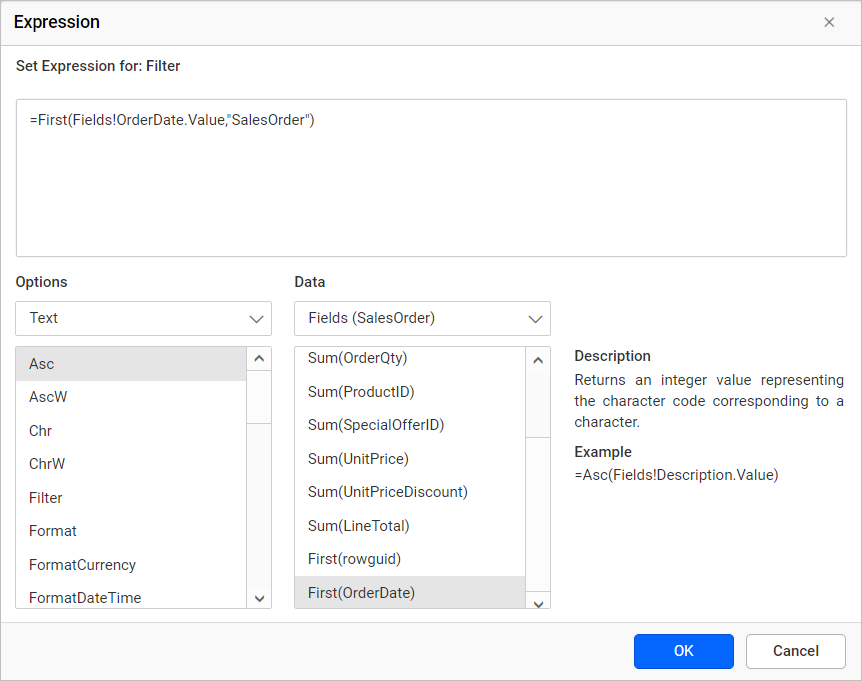 Expression
Set Expression for: Filter
=First(Fields!OrderDate.Value,"SalesOrder")
Options
Data
Text
Fields (SalesOrder)
Asc
AscW
Chr
ChrW
Filter
Format
FormatCurrency
FormatDateTime
Sum(OrderQty)
Sum(ProductID)
Sum(SpecialOfferID)
Sum(UnitPrice)
Sum(UnitPriceDiscount)
Sum(LineTotal)
First(rowguid)
First(OrderDate)
Description
Returns an integer value representing
the character code corresponding to a
character.
Example
=Asc(Fields!Description.Value)
OK
Cancel